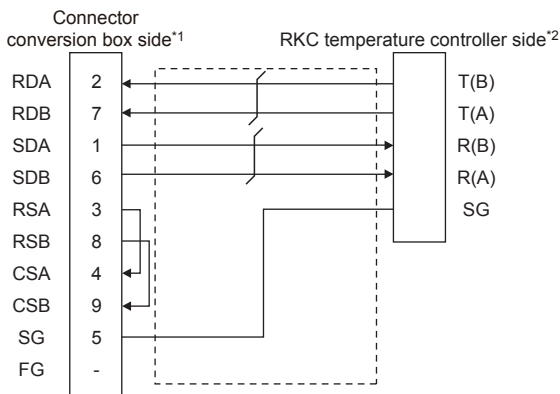 Connector
conversion box side*1
RKC temperature controller side*2
RDA 2 T(B)
RDB 7 T(A)
SDA 1 R(B)
SDB 6 R(A)
RSA 3 SG
RSB 8
CSA 4
CSB 9
SG 5
FG -